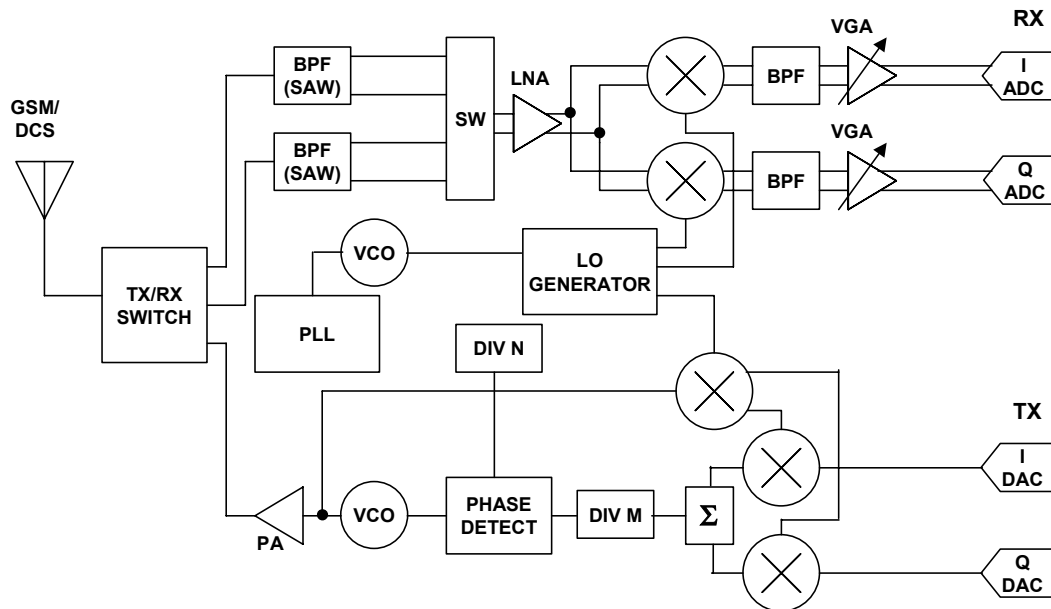 RX
VGA
BPF
(SAW)
LNA
BPF
I
ADC
GSM/
DCS
SW
VGA
BPF
(SAW)
BPF
Q
ADC
VCO
LO
GENERATOR
TX/RX
SWITCH
PLL
DIV N
TX
I
DAC
PHASE
DETECT
DIV M
Σ
VCO
PA
Q
DAC